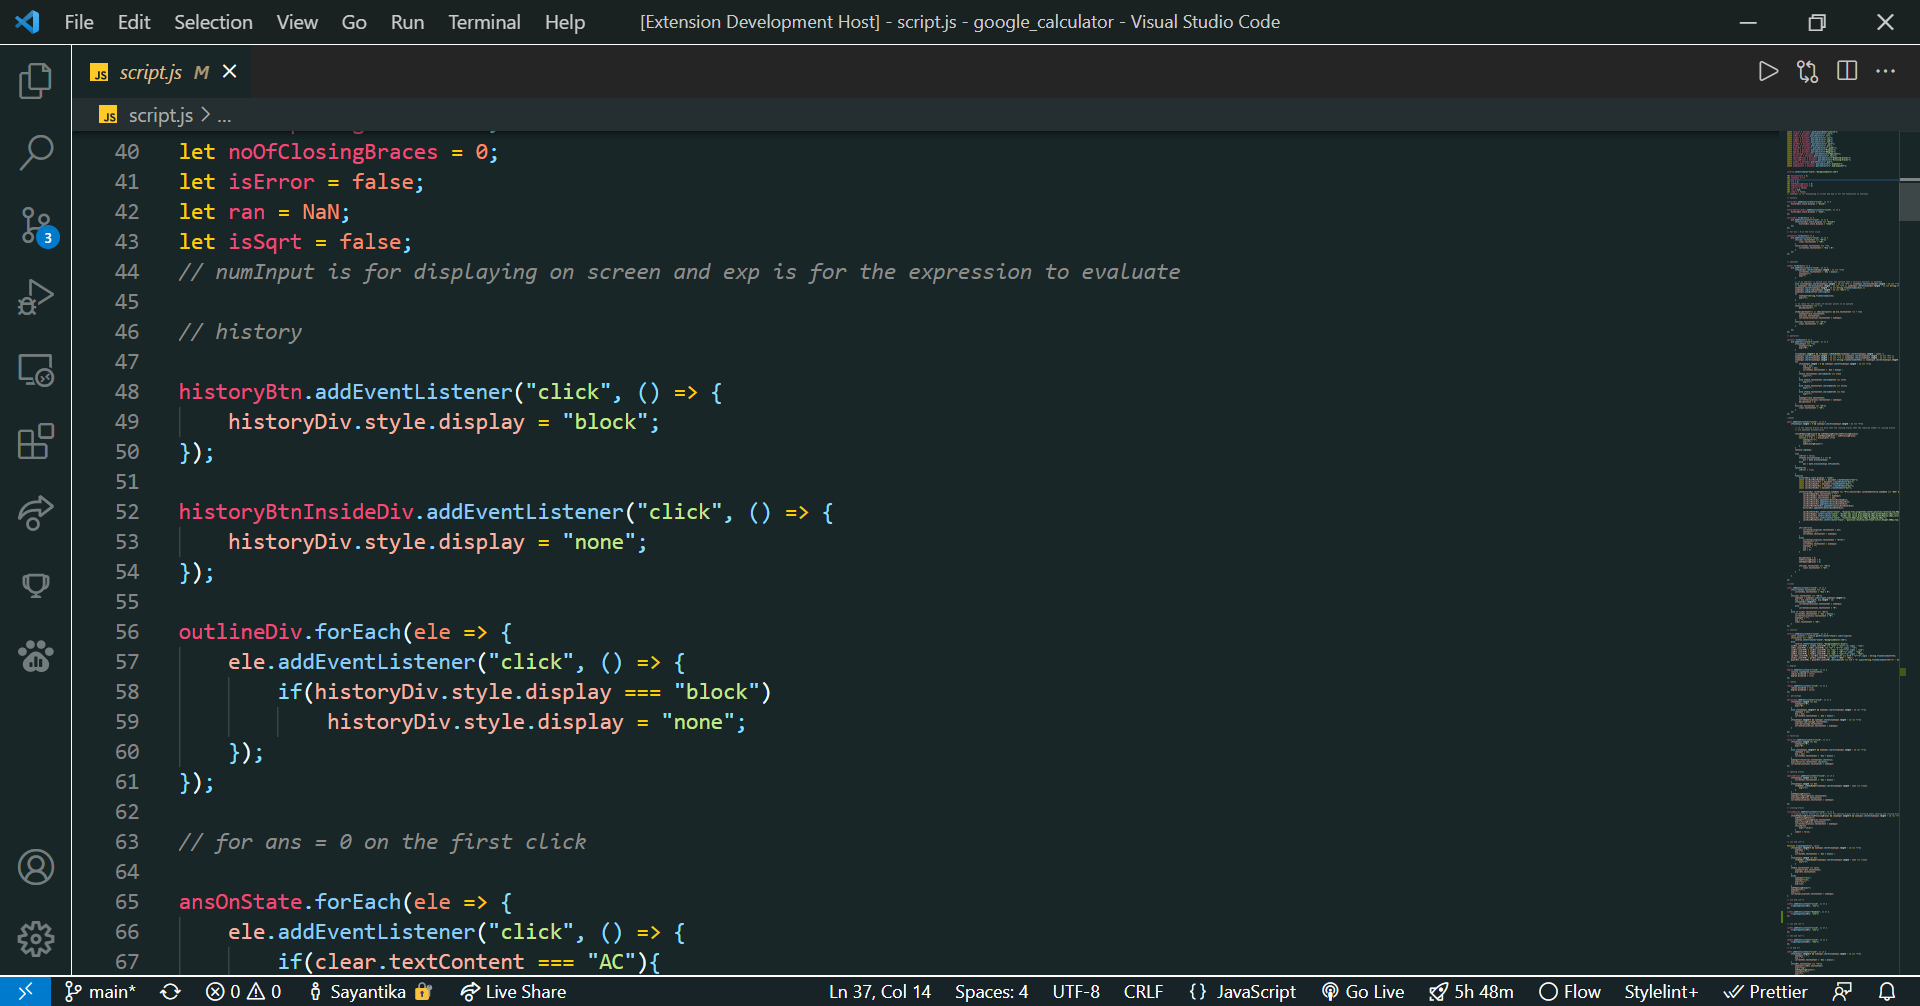 File Edit Selection View Go Run Terminal Help [Extension Development Host] - script.js - google_calculator - Visual Studio Code
JS script.js M
JS script.js > ...
40 let noOfClosingBraces = 0;
41 let isError = false;
42 let ran = NaN;
43 let isSqrt = false;
44 // numInput is for displaying on screen and exp is for the expression to evaluate
45
46 // history
47
48 historyBtn.addEventListener("click", () => {
49 historyDiv.style.display = "block";
50 });
51
52 historyBtnInsideDiv.addEventListener("click", () => {
53 historyDiv.style.display = "none";
54 });
55
56 outlineDiv.forEach(ele => {
57 ele.addEventListener("click", () => {
58 if(historyDiv.style.display === "block")
59 historyDiv.style.display = "none";
60 });
61 });
62
63 // for ans = 0 on the first click
64
65 ansOnState.forEach(ele => {
66 ele.addEventListener("click", () => {
67 if(clear.textContent === "AC"){
3
main* 0 0 Sayantika Live Share Ln 37, Col 14 Spaces: 4 UTF-8 CRLF {} JavaScript Go Live 5h 48m Flow Stylelint+ Prettier